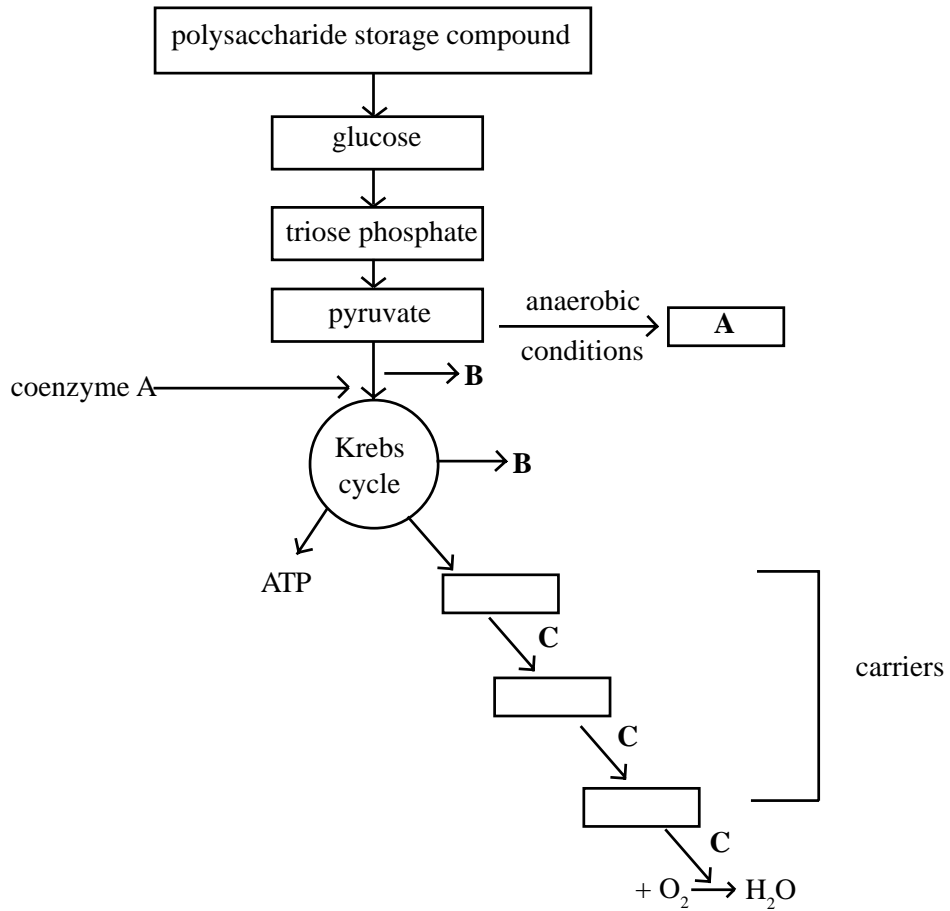 polysaccharide storage compound
glucose
triose phosphate
pyruvate
anaerobic
conditions
A
coenzyme A
B
Krebs
cycle
B
ATP
C
carriers
C
C
+ O₂ H₂O